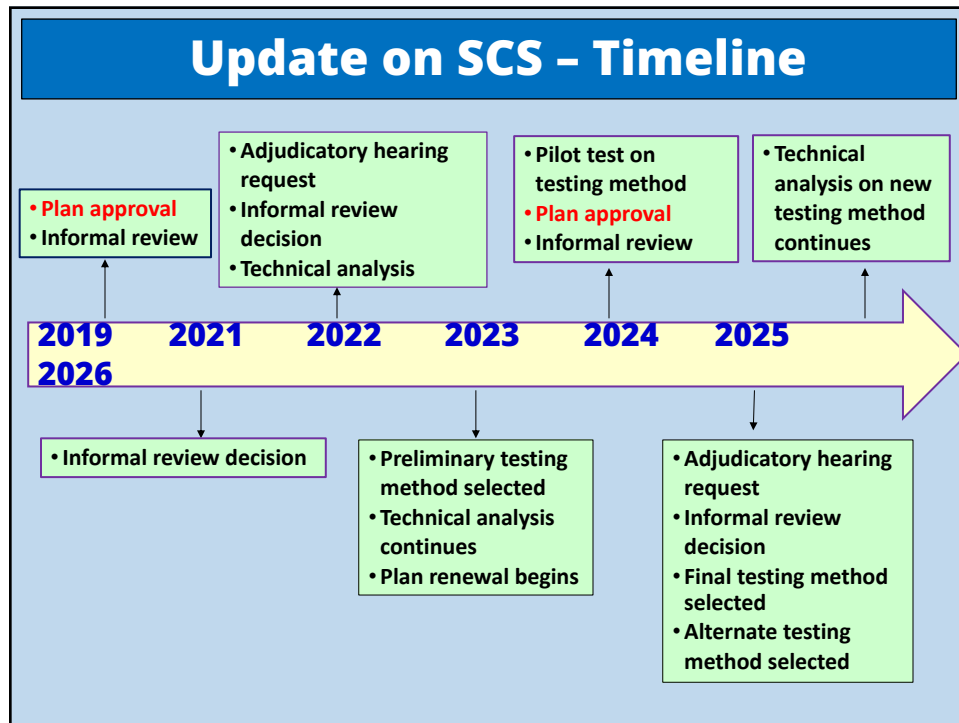 Update on SCS – Timeline
• Plan approval
• Informal review
• Adjudicatory hearing
request
• Informal review
decision
• Technical analysis
• Pilot test on
testing method
• Plan approval
• Informal review
• Technical
analysis on new
testing method
continues
2019 2021 2022 2023 2024 2025
2026
• Informal review decision
• Preliminary testing
method selected
• Technical analysis
continues
• Plan renewal begins
• Adjudicatory hearing
request
• Informal review
decision
• Final testing method
selected
• Alternate testing
method selected